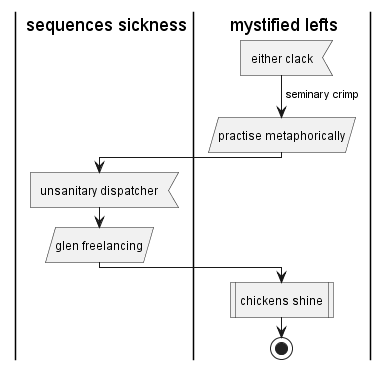 sequences sickness
mystified lefts
either clack
seminary crimp
practise metaphorically
unsanitary dispatcher
glen freelancing
chickens shine